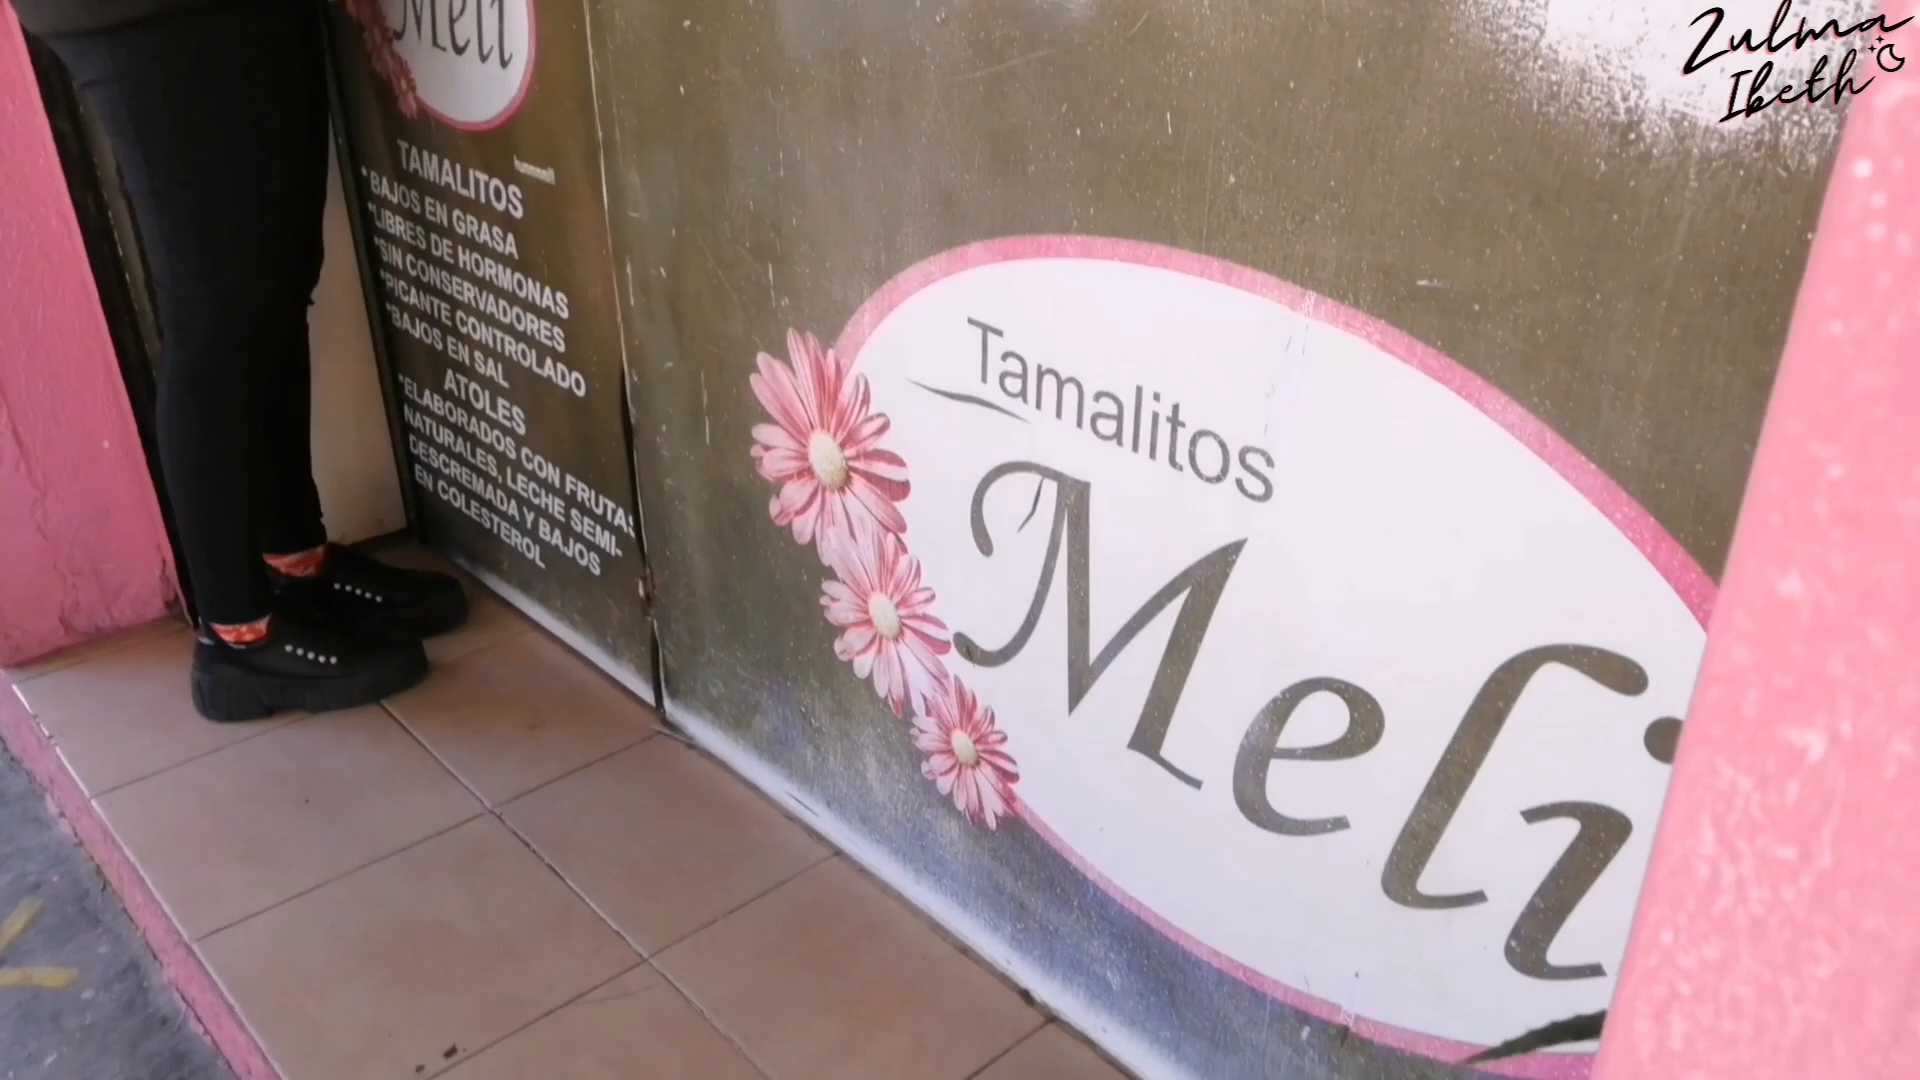 Zulma
Ibeth
Meli
TAMALITOS
*BAJOS EN GRASA
*LIBRES DE HORMONAS
*SIN CONSERVADORES
*PICANTE CONTROLADO
*BAJOS EN SAL
ATOLES
*ELABORADOS CON FRUTAS
NATURALES, LECHE SEMI-
DESCREMADA Y BAJOS
EN COLESTEROL
Tamalitos
Meli